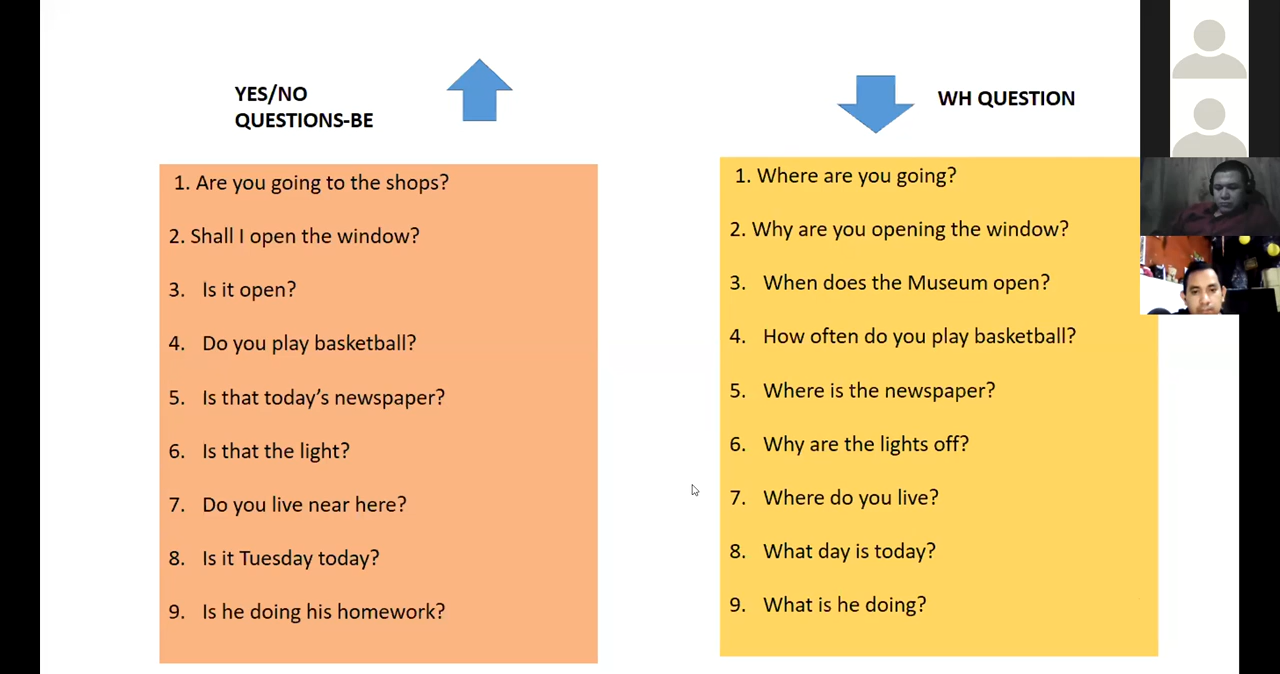 YES/NO
QUESTIONS-BE
1. Are you going to the shops?
2. Shall I open the window?
3. Is it open?
4. Do you play basketball?
5. Is that today’s newspaper?
6. Is that the light?
7. Do you live near here?
8. Is it Tuesday today?
9. Is he doing his homework?
WH QUESTION
1. Where are you going?
2. Why are you opening the window?
3. When does the Museum open?
4. How often do you play basketball?
5. Where is the newspaper?
6. Why are the lights off?
7. Where do you live?
8. What day is today?
9. What is he doing?